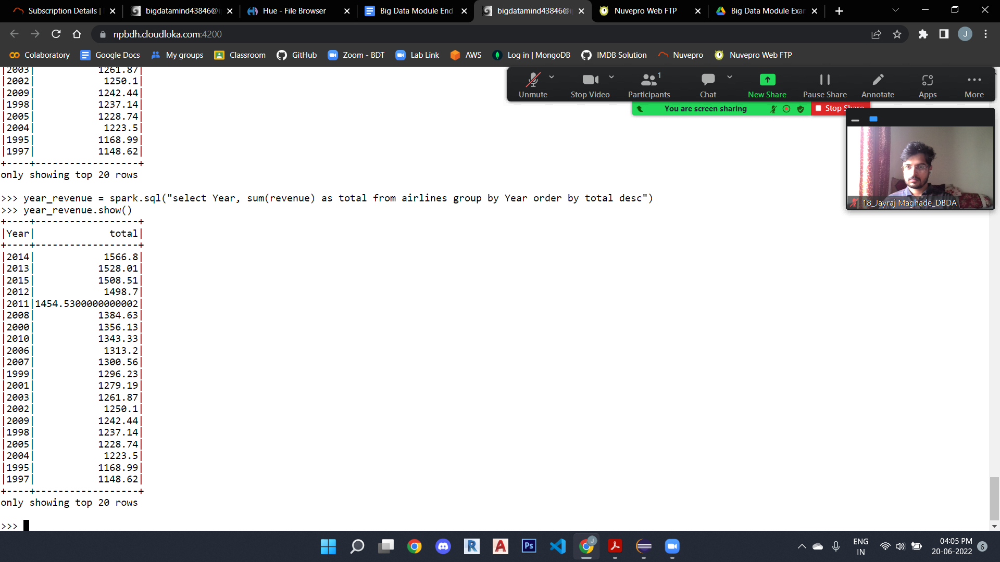 Subscription Details |
bigdatamind43846@i
Hue - File Browser
Big Data Module End
bigdatamind43846@i
Nuvepro Web FTP
Big Data Module Exar
npbdh.cloudloka.com:4200
J
Colaboratory
Google Docs
My groups
Classroom
GitHub
Zoom - BDT
Lab Link
AWS
Log in | MongoDB
IMDB Solution
Nuvepro
Nuvepro Web FTP
|2003| 1261.87|
|2002| 1250.1|
|2009| 1242.44|
|1998| 1237.14|
|2005| 1228.74|
|2004| 1223.5|
|1995| 1168.99|
|1997| 1148.62|
+----+------------------+
only showing top 20 rows
Unmute
Stop Video
1
Participants
Chat
New Share
Pause Share
Annotate
Apps
More
You are screen sharing
Stop Share
18_Jayraj Maghade_DBDA
>>> year_revenue = spark.sql("select Year, sum(revenue) as total from airlines group by Year order by total desc")
>>> year_revenue.show()
+----+------------------+
|Year| total|
+----+------------------+
|2014| 1566.8|
|2013| 1528.01|
|2015| 1508.51|
|2012| 1498.7|
|2011|1454.5300000000002|
|2008| 1384.63|
|2000| 1356.13|
|2010| 1343.33|
|2006| 1313.2|
|2007| 1300.56|
|1999| 1296.23|
|2001| 1279.19|
|2003| 1261.87|
|2002| 1250.1|
|2009| 1242.44|
|1998| 1237.14|
|2005| 1228.74|
|2004| 1223.5|
|1995| 1168.99|
|1997| 1148.62|
+----+------------------+
only showing top 20 rows
>>>
R
A
Ps
J
ENG
IN
04:05 PM
20-06-2022
6